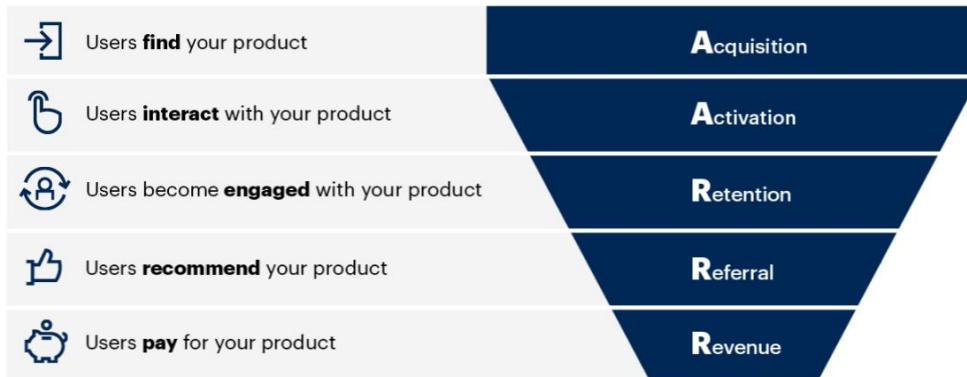 Users find your product
Acquisition
Users interact with your product
Activation
Users become engaged with your product
Retention
Users recommend your product
Referral
Users pay for your product
Revenue